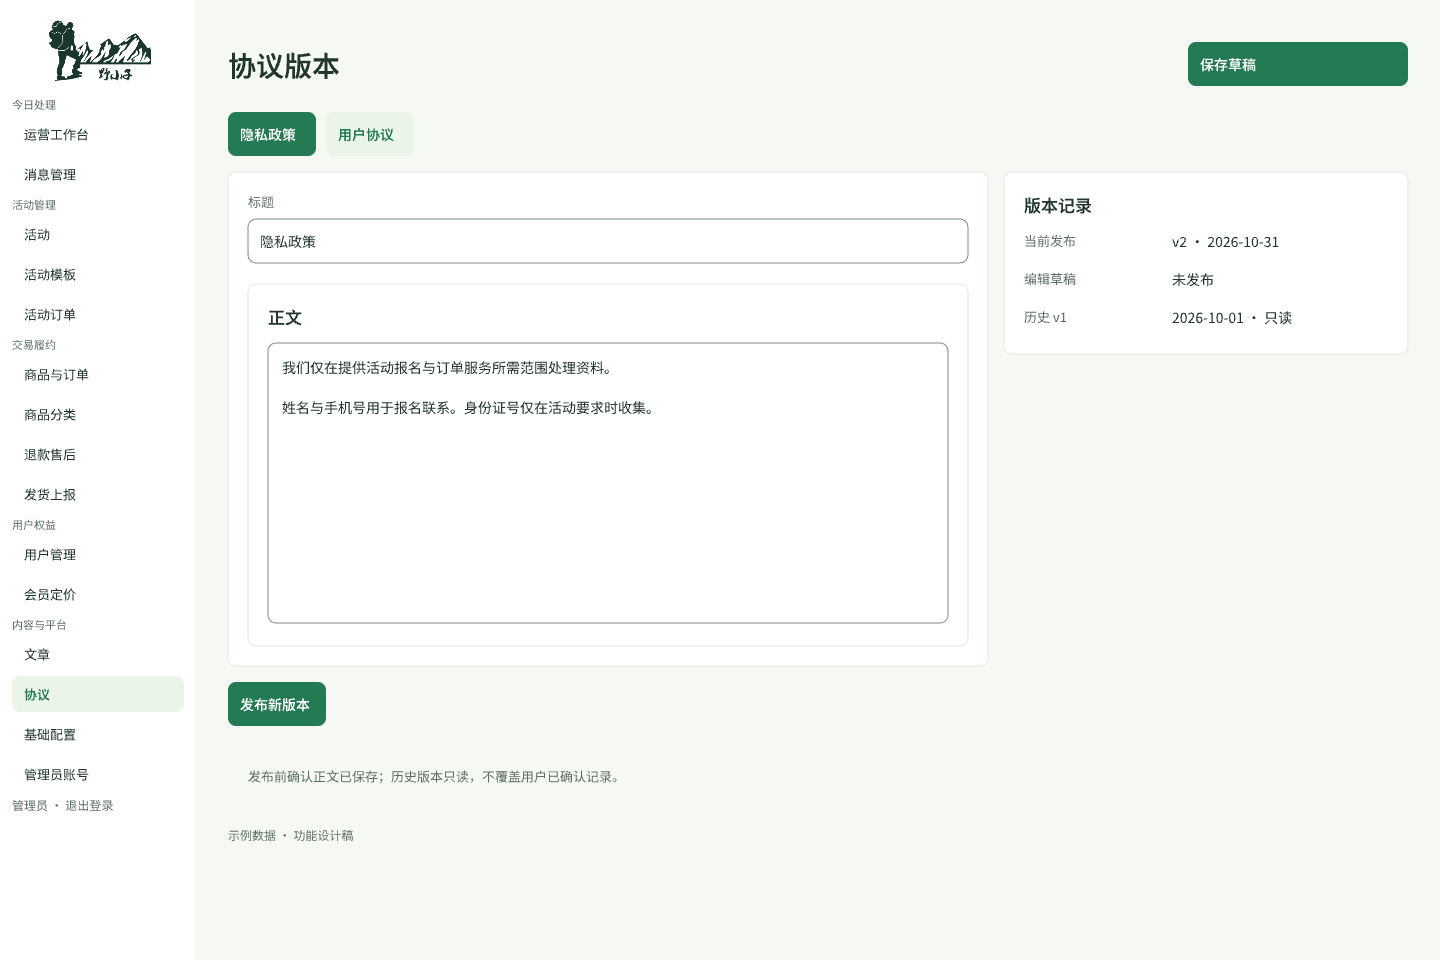 野小子
今日处理
运营工作台
消息管理
活动管理
活动
活动模板
活动订单
交易履约
商品与订单
商品分类
退款售后
发货上报
用户权益
用户管理
会员定价
内容与平台
文章
协议
基础配置
管理员账号
管理员 · 退出登录
协议版本
保存草稿
隐私政策
用户协议
标题
隐私政策
正文
我们仅在提供活动报名与订单服务所需范围处理资料。
姓名与手机号用于报名联系。身份证号仅在活动要求时收集。
版本记录
当前发布 v2 · 2026-10-31
编辑草稿 未发布
历史 v1 2026-10-01 · 只读
发布新版本
发布前确认正文已保存；历史版本只读，不覆盖用户已确认记录。
示例数据 · 功能设计稿